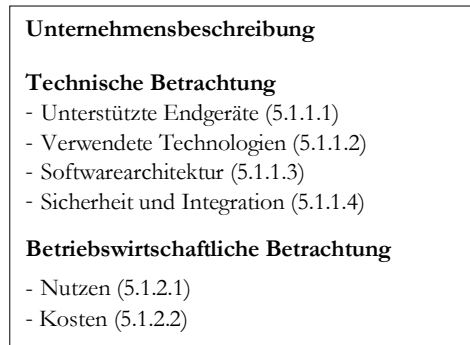 Unternehmensbeschreibung
Technische Betrachtung
- Unterstützte Endgeräte (5.1.1.1)
- Verwendete Technologien (5.1.1.2)
- Softwarearchitektur (5.1.1.3)
- Sicherheit und Integration (5.1.1.4)
Betriebswirtschaftliche Betrachtung
- Nutzen (5.1.2.1)
- Kosten (5.1.2.2)